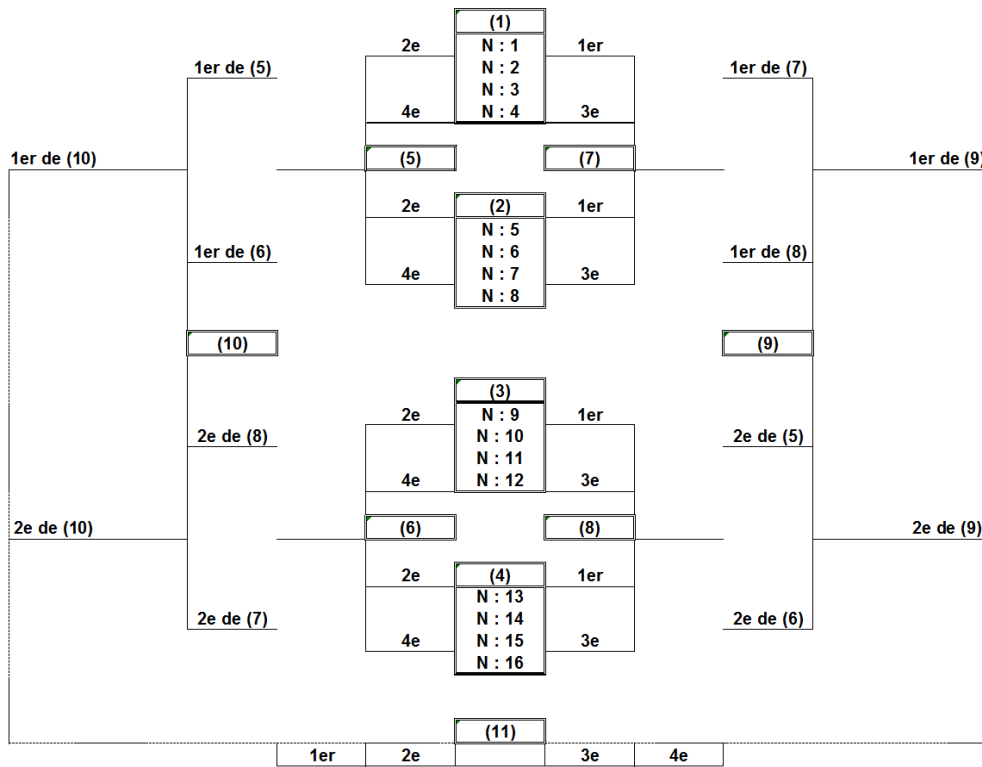 (1)
2e N : 1 1er
1er de (5) N : 2 1er de (7)
N : 3
4e N : 4 3e
1er de (10) (5) (7) 1er de (9)
2e (2) 1er
N : 5
1er de (6) N : 6 1er de (8)
4e N : 7 3e
N : 8
(10) (9)
(3)
2e N : 9 1er
2e de (8) N : 10 2e de (5)
N : 11
4e N : 12 3e
2e de (10) (6) (8) 2e de (9)
2e (4) 1er
N : 13
2e de (7) N : 14 2e de (6)
4e N : 15 3e
N : 16
(11)
1er 2e 3e 4e